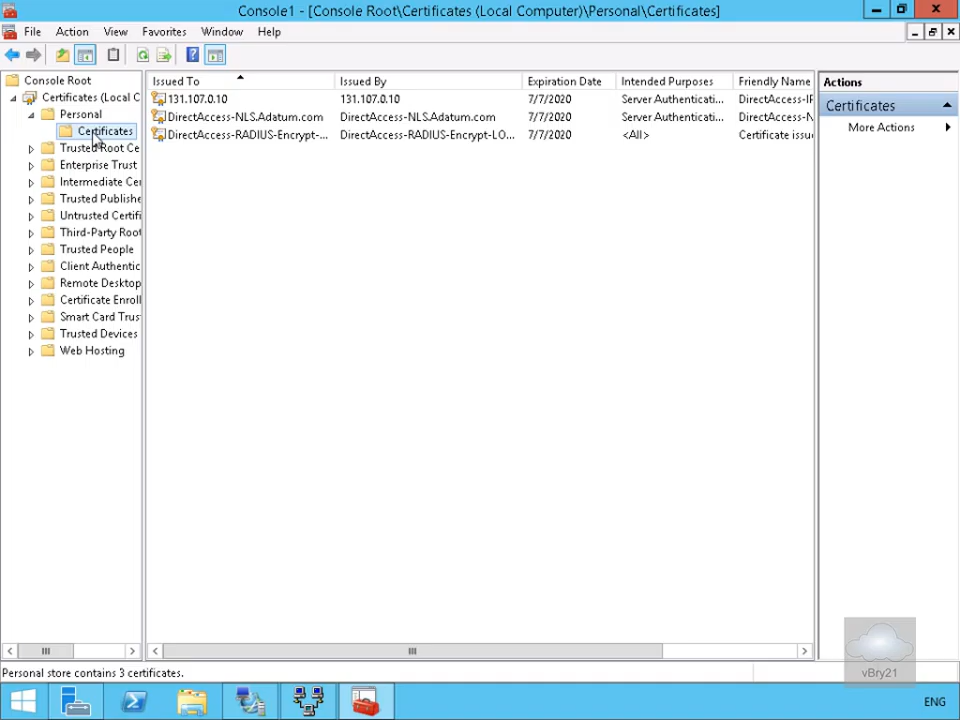 Console1 - [Console Root\Certificates (Local Computer)\Personal\Certificates]
File Action View Favorites Window Help
Console Root
Certificates (Local C
Personal
Certificates
Trusted Root Ce
Enterprise Trust
Intermediate Cer
Trusted Publishe
Untrusted Certifi
Third-Party Root
Trusted People
Client Authentic
Remote Desktop
Certificate Enroll
Smart Card Trus
Trusted Devices
Web Hosting
Issued To Issued By Expiration Date Intended Purposes Friendly Name
131.107.0.10 131.107.0.10 7/7/2020 Server Authenticati... DirectAccess-IP
DirectAccess-NLS.Adatum.com DirectAccess-NLS.Adatum.com 7/7/2020 Server Authenticati... DirectAccess-N
DirectAccess-RADIUS-Encrypt-... DirectAccess-RADIUS-Encrypt-LO... 7/7/2020 <All> Certificate issue
Actions
Certificates
More Actions
Personal store contains 3 certificates.
vBry21
ENG